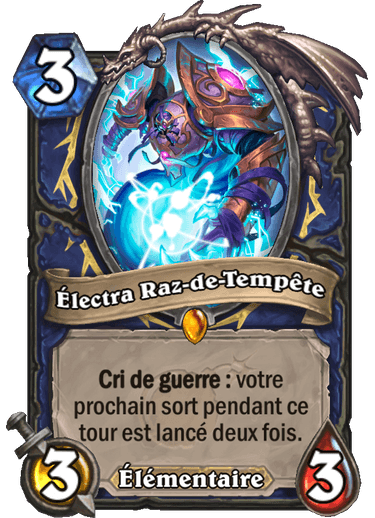 3
Électra Raz-de-Tempête
Cri de guerre : votre
prochain sort pendant ce
tour est lancé deux fois.
3
Élémentaire
3